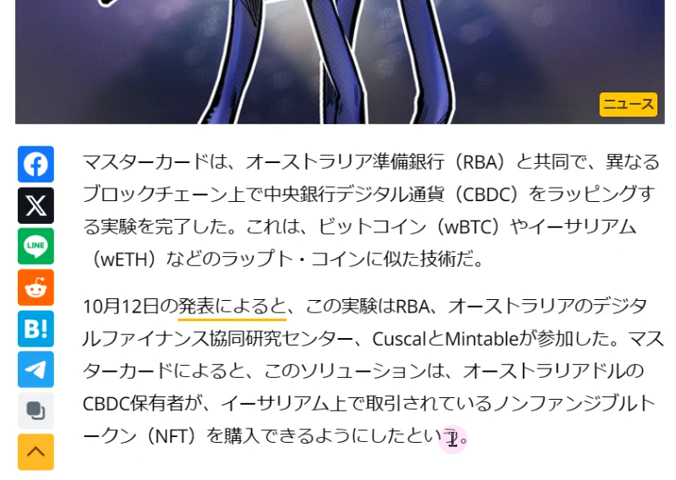 ニュース
マスターカードは、オーストラリア準備銀行（RBA）と共同で、異なる
ブロックチェーン上で中央銀行デジタル通貨（CBDC）をラッピングす
る実験を完了した。これは、ビットコイン（wBTC）やイーサリアム
（wETH）などのラップト・コインに似た技術だ。
10月12日の発表によると、この実験はRBA、オーストラリアのデジタ
ルファイナンス協同研究センター、CuscalとMintableが参加した。マス
ターカードによると、このソリューションは、オーストラリアドルの
CBDC保有者が、イーサリアム上で取引されているノンファンジブルト
ークン（NFT）を購入できるようにしたという。
LINE
B!